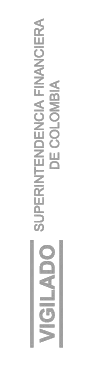 VIGILADO
SUPERINTENDENCIA FINANCIERA
DE COLOMBIA